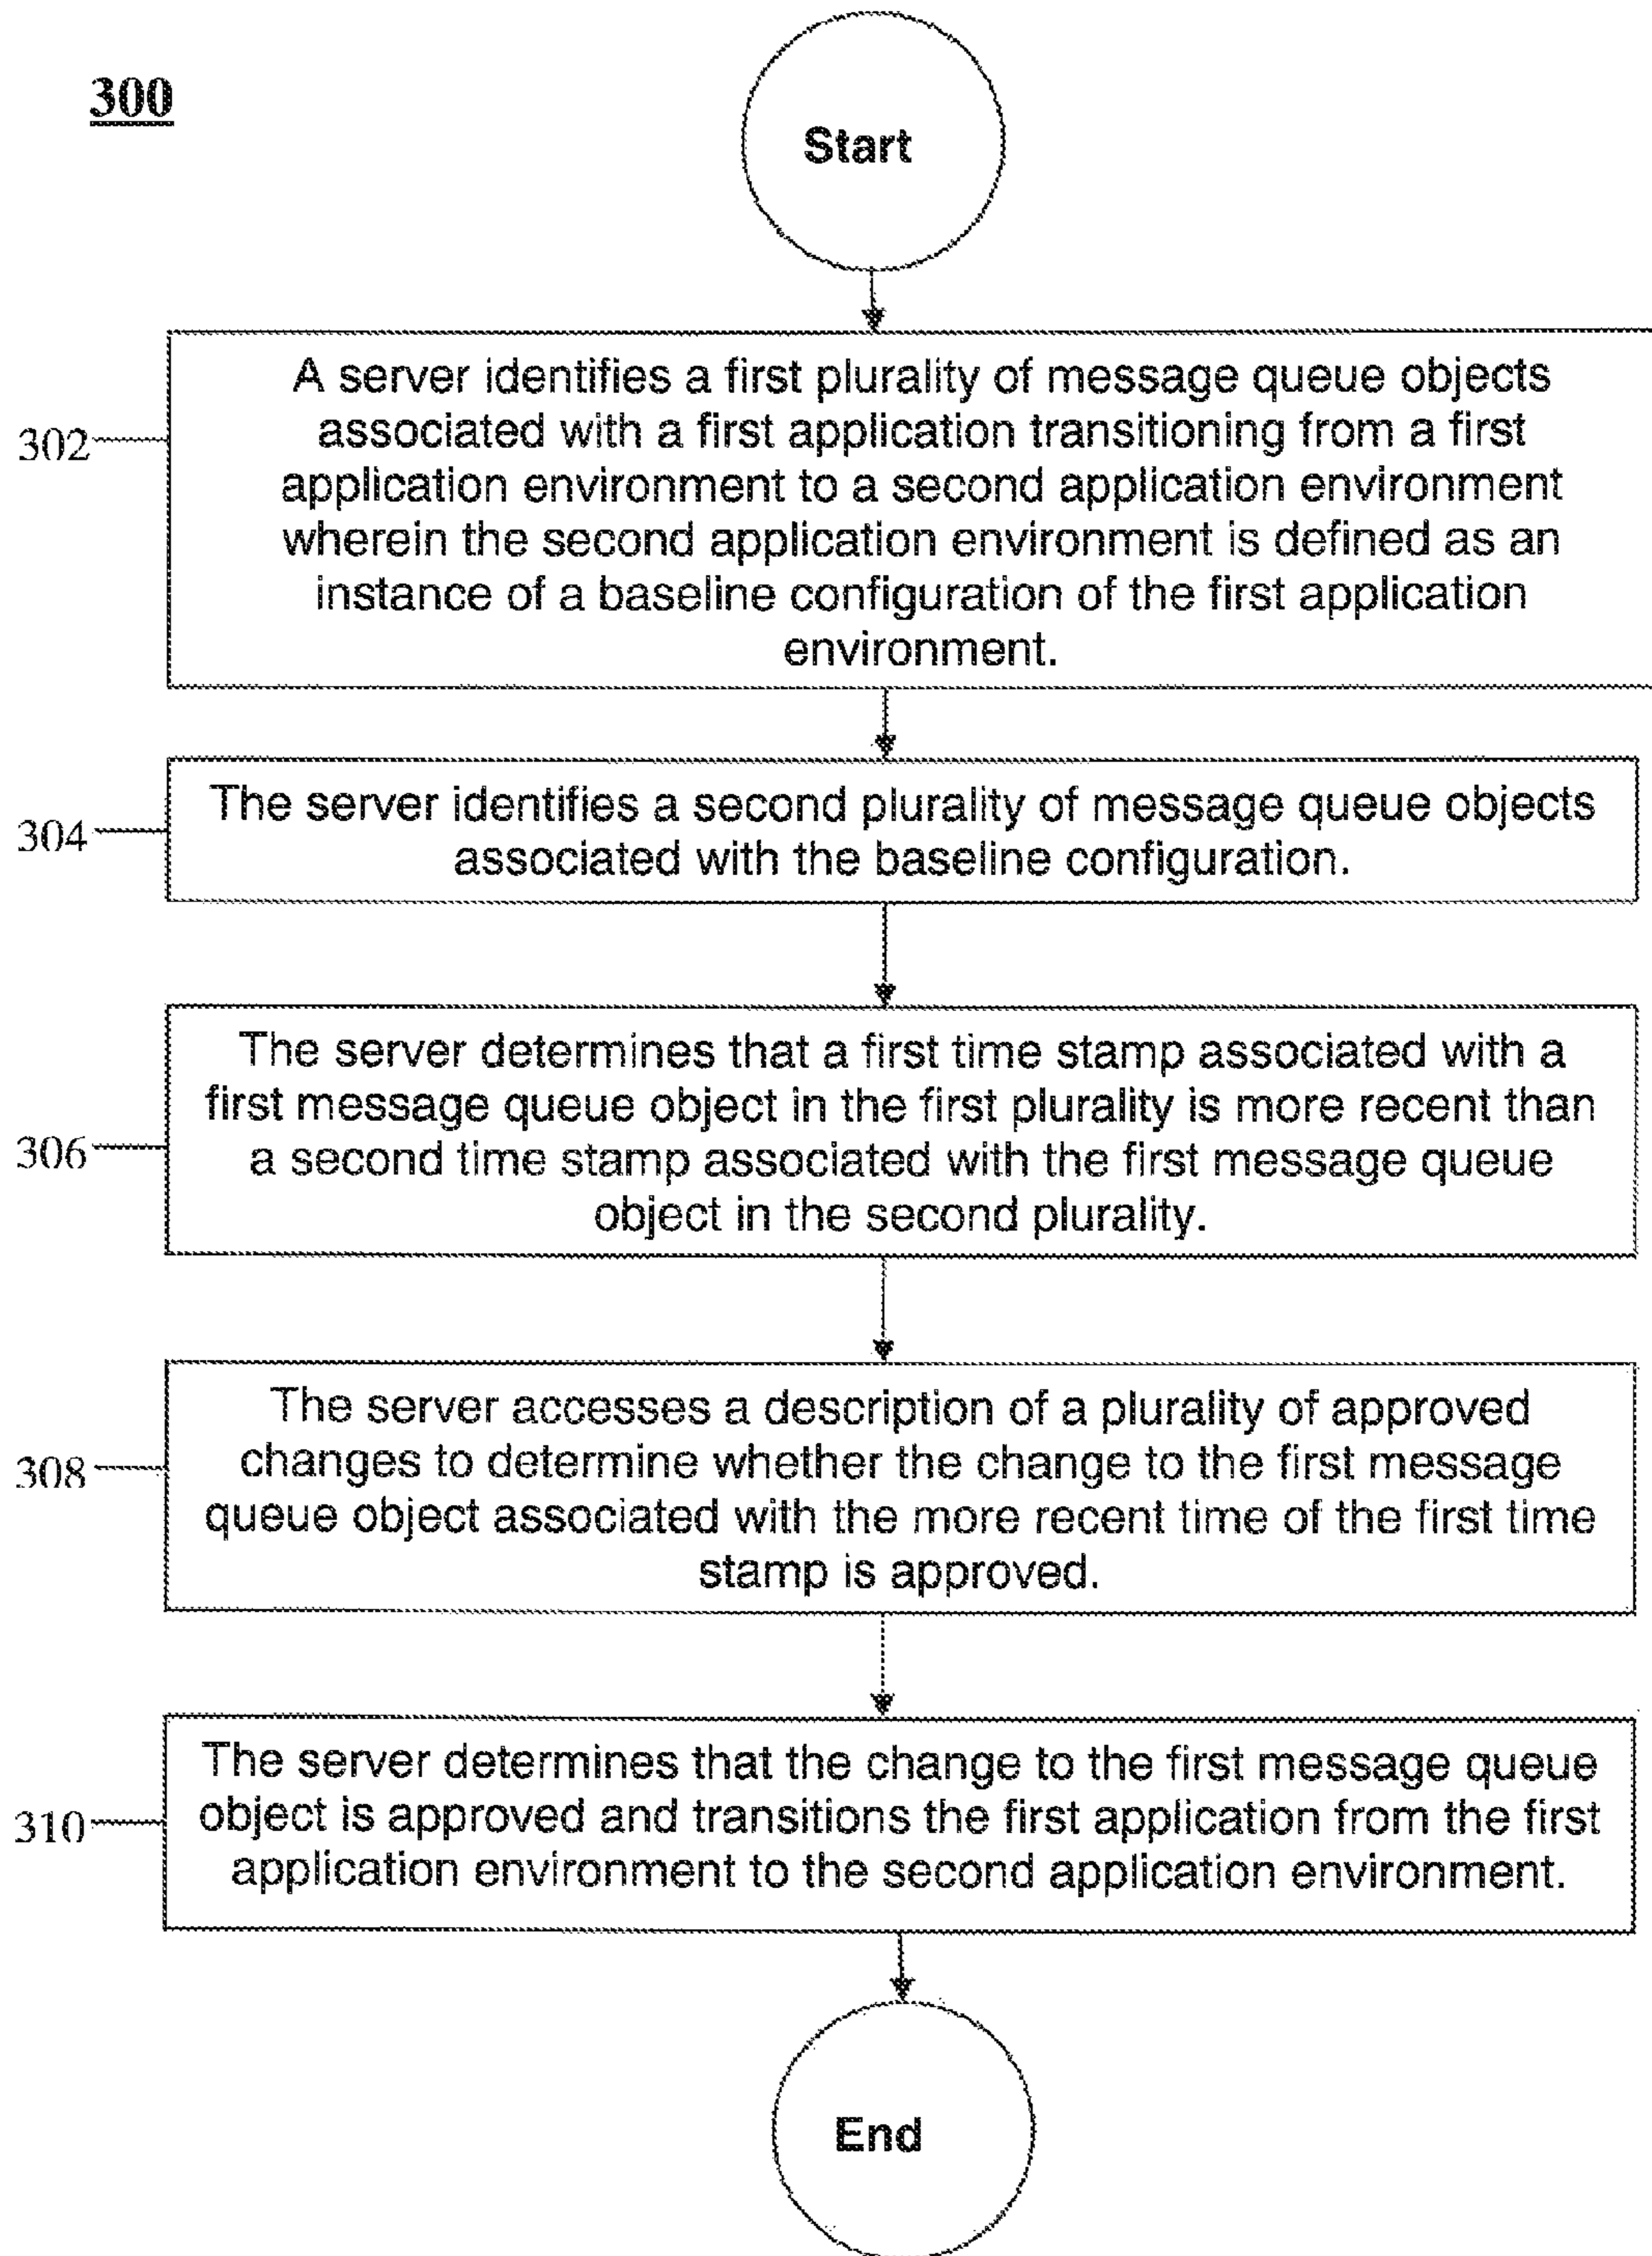 300
Start
302
A server identifies a first plurality of message queue objects
associated with a first application transitioning from a first
application environment to a second application environment
wherein the second application environment is defined as an
instance of a baseline configuration of the first application
environment.
304
The server identifies a second plurality of message queue objects
associated with the baseline configuration.
306
The server determines that a first time stamp associated with a
first message queue object in the first plurality is more recent than
a second time stamp associated with the first message queue
object in the second plurality.
308
The server accesses a description of a plurality of approved
changes to determine whether the change to the first message
queue object associated with the more recent time of the first time
stamp is approved.
310
The server determines that the change to the first message queue
object is approved and transitions the first application from the first
application environment to the second application environment.
End